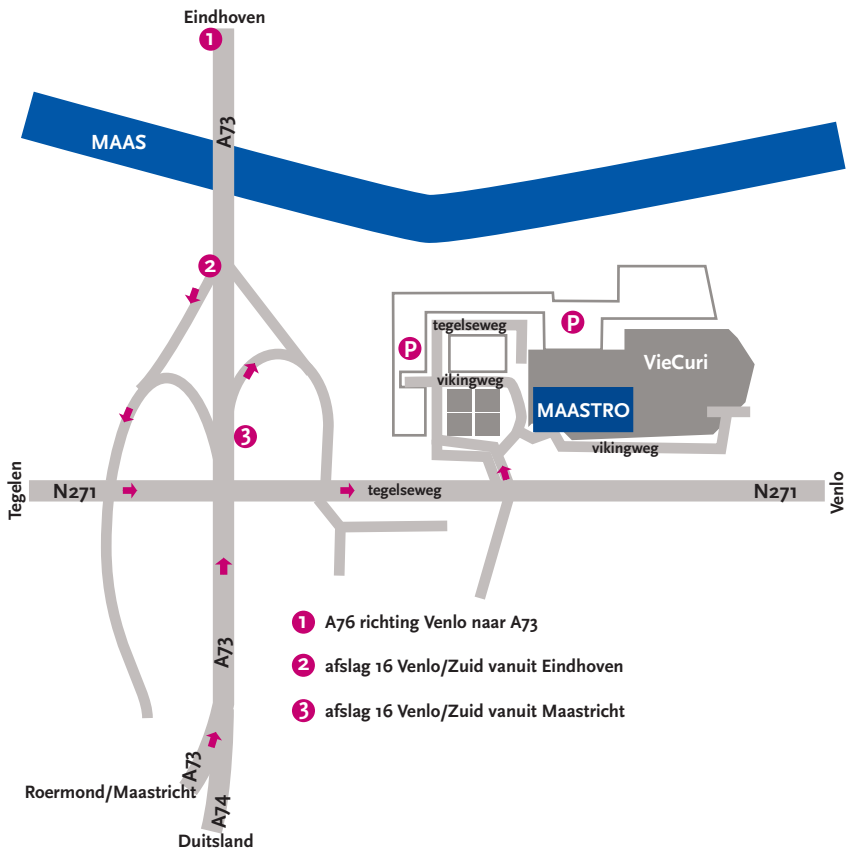 Eindhoven
1
A73
MAAS
2
tegelseweg
P
P
VieCuri
vikingweg
MAASTRO
3
vikingweg
Tegelen
N271
tegelseweg
N271
Venlo
1 A76 richting Venlo naar A73
A73
2 afslag 16 Venlo/Zuid vanuit Eindhoven
3 afslag 16 Venlo/Zuid vanuit Maastricht
A73
Roermond/Maastricht
A74
Duitsland